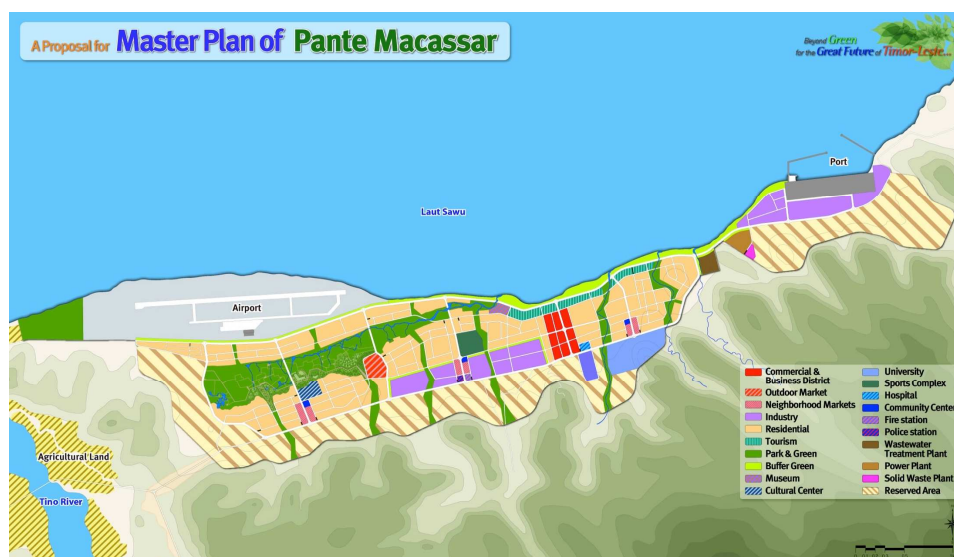 A Proposal for Master Plan of Pante Macassar
Beyond Green
for the Great Future of Timor-Leste...
Port
Laut Sawu
Airport
Agricultural Land
Tino River
Commercial &
Business District
Outdoor Market
Neighborhood Markets
Industry
Residential
Tourism
Park & Green
Buffer Green
Museum
Cultural Center
University
Sports Complex
Hospital
Community Center
Fire station
Police station
Wastewater
Treatment Plant
Power Plant
Solid Waste Plant
Reserved Area